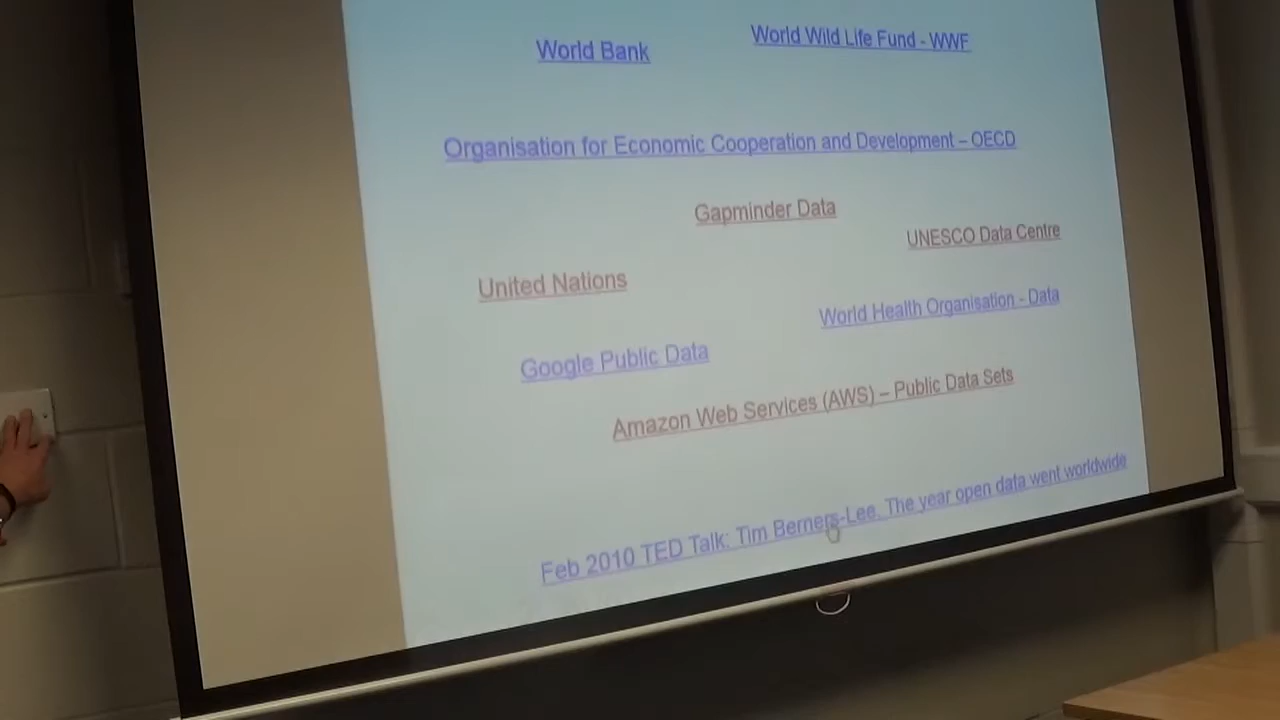 World Bank
World Wild Life Fund - WWF
Organisation for Economic Cooperation and Development – OECD
Gapminder Data
UNESCO Data Centre
United Nations
World Health Organisation - Data
Google Public Data
Amazon Web Services (AWS) – Public Data Sets
Feb 2010 TED Talk: Tim Berners-Lee. The year open data went worldwide